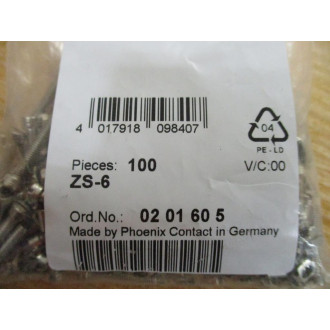 4 017918 098407
04
PE - LD
Pieces: 100
V/C:00
ZS-6
Ord.No.: 02 01 60 5
Made by Phoenix Contact in Germany